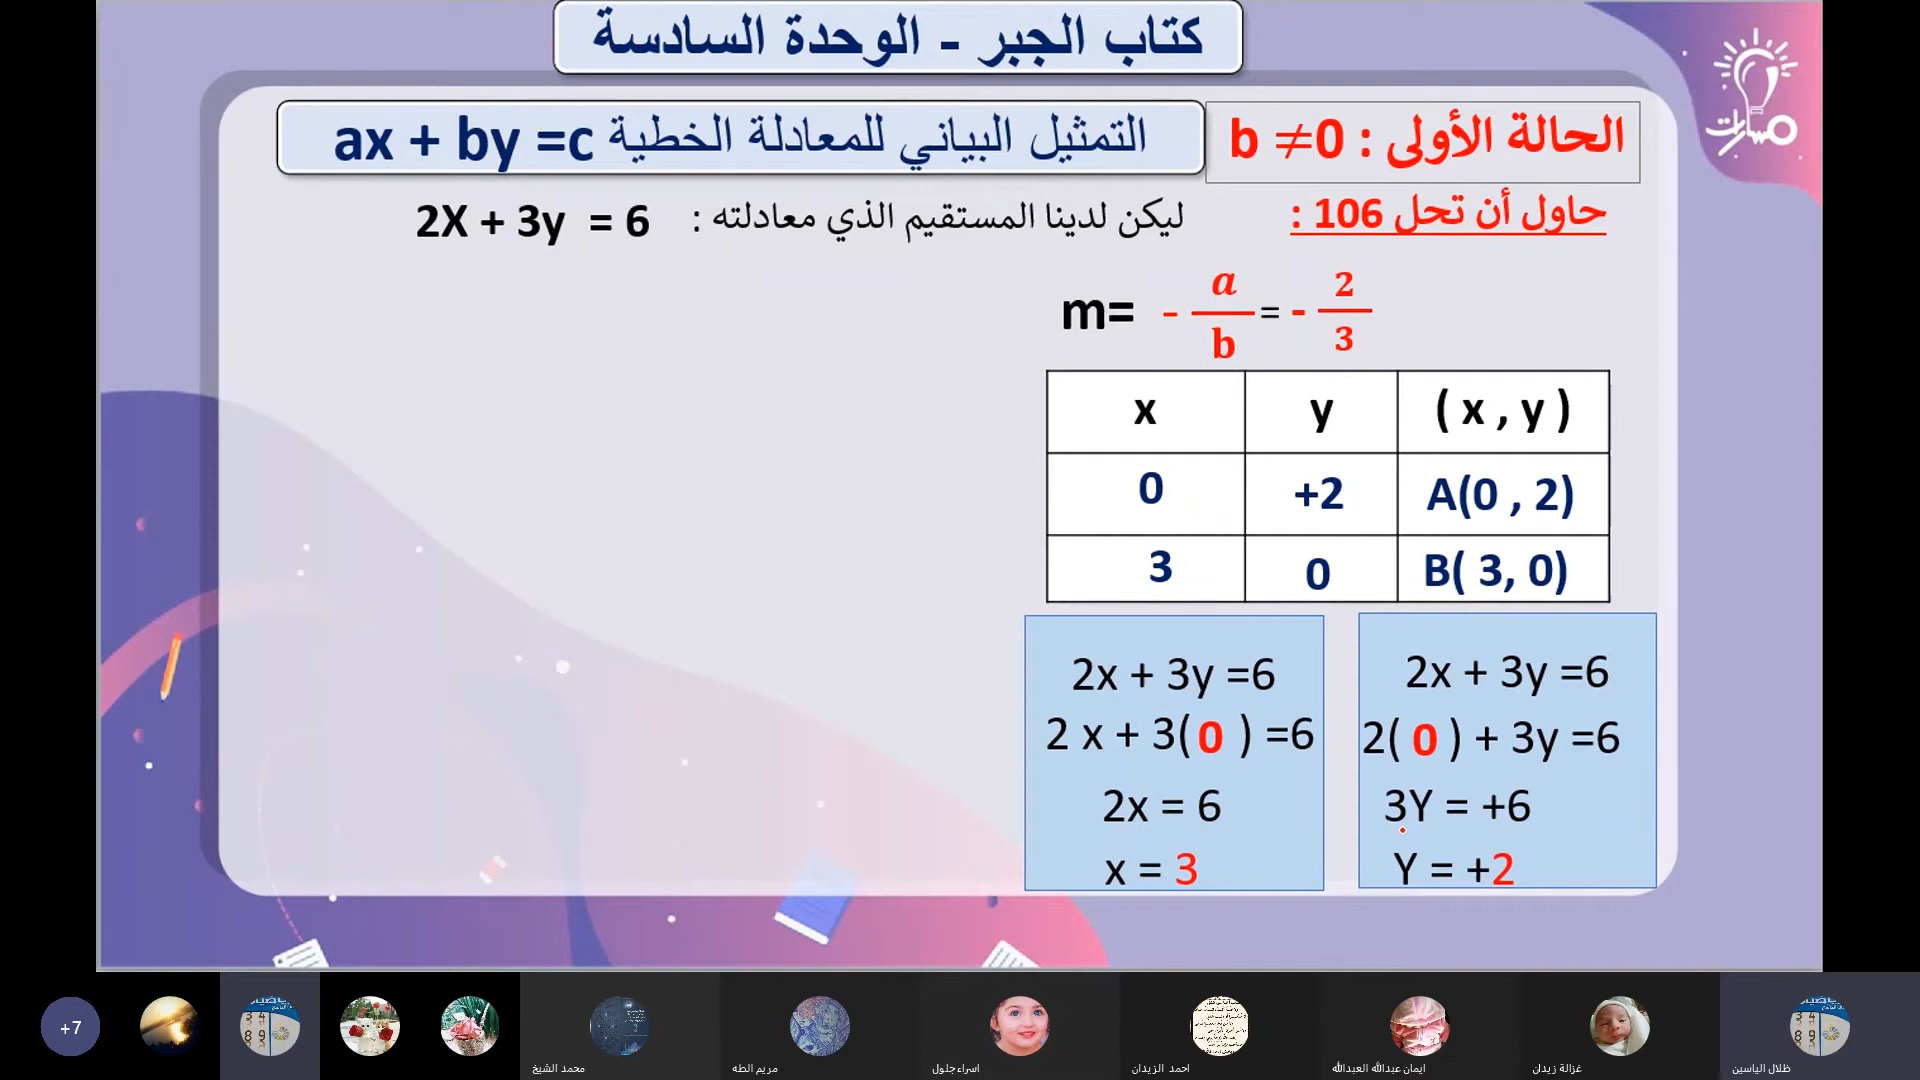 كتاب الجبر - الوحدة السادسة
مسارات
الحالة الأولى : b ≠0
التمثيل البياني للمعادلة الخطية ax + by =c
حاول أن تحل 106 :
ليكن لدينا المستقيم الذي معادلته : 2X + 3y = 6
m= - a/b = - 2/3
x y ( x , y )
0 +2 A(0 , 2)
3 0 B( 3, 0)
2x + 3y =6
2 x + 3( 0 ) =6
2x = 6
x = 3
2x + 3y =6
2( 0 ) + 3y =6
3Y = +6
Y = +2
+7
محمد الشيخ
مريم الطه
اسراء جلول
احمد الزيدان
ايمان عبدالله العبدالله
غزالة زيدان
ظلال الياسين